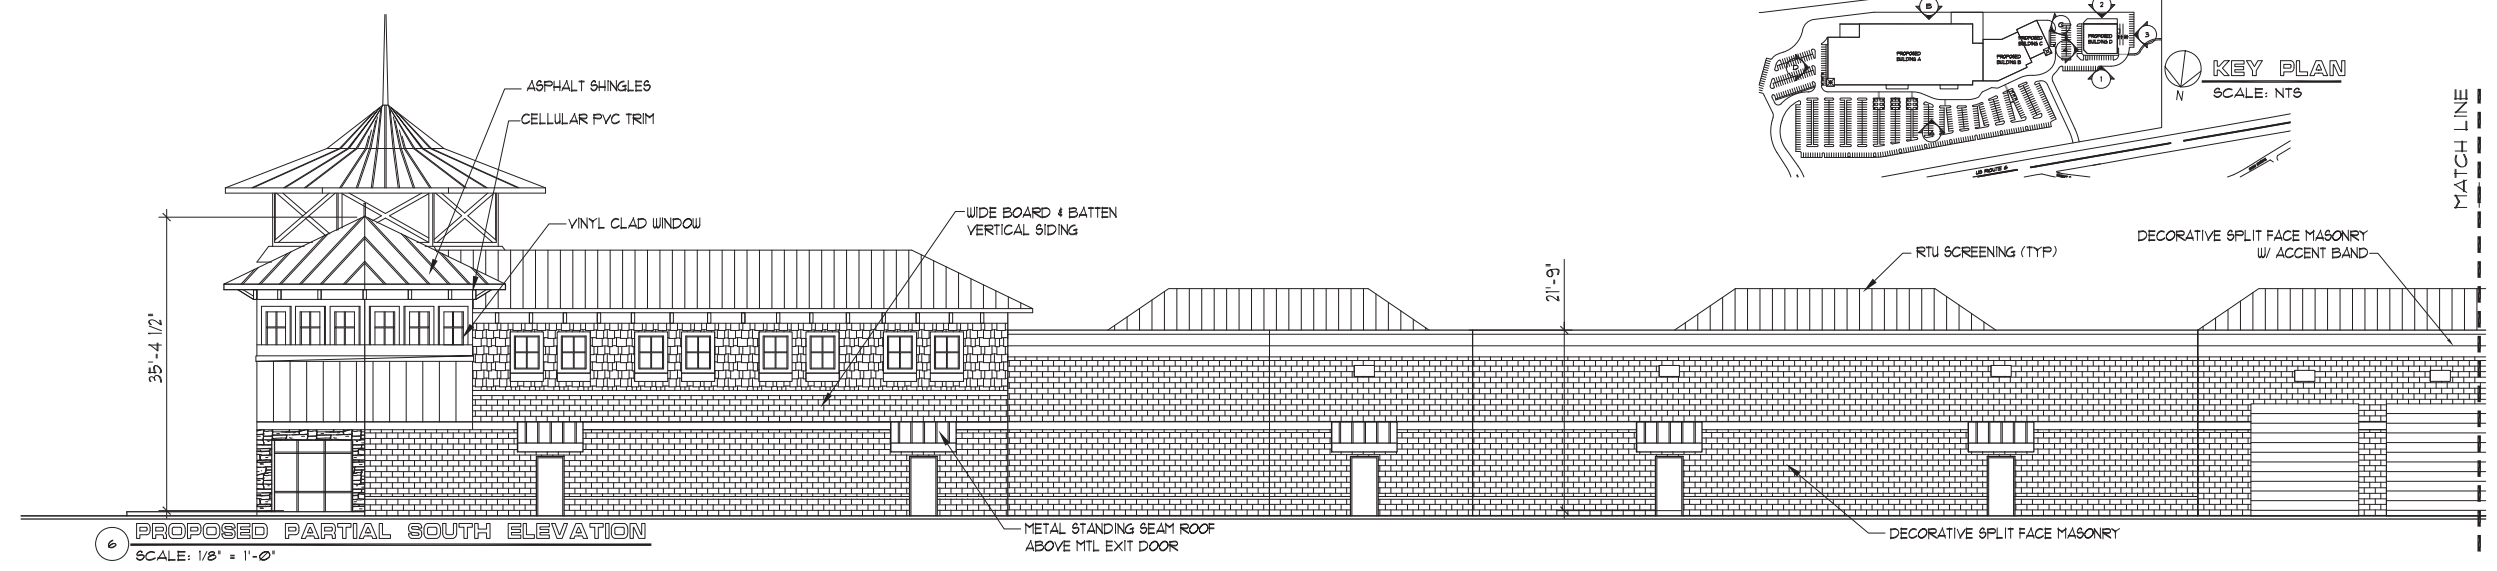 ASPHALT SHINGLES
CELLULAR PVC TRIM
VINYL CLAD WINDOW
WIDE BOARD & BATTEN
VERTICAL SIDING
35'-4 1/2"
21'-9"
RTU SCREENING (TYP)
DECORATIVE SPLIT FACE MASONRY
W/ ACCENT BAND
MATCH LINE
B
2
3
1
C
D
PROPOSED
BUILDING A
PROPOSED
BUILDING B
PROPOSED
BUILDING C
PROPOSED
BUILDING D
US ROUTE 6
N
KEY PLAN
SCALE: NTS
METAL STANDING SEAM ROOF
ABOVE MTL EXIT DOOR
DECORATIVE SPLIT FACE MASONRY
6
PROPOSED PARTIAL SOUTH ELEVATION
SCALE: 1/8" = 1'-0"